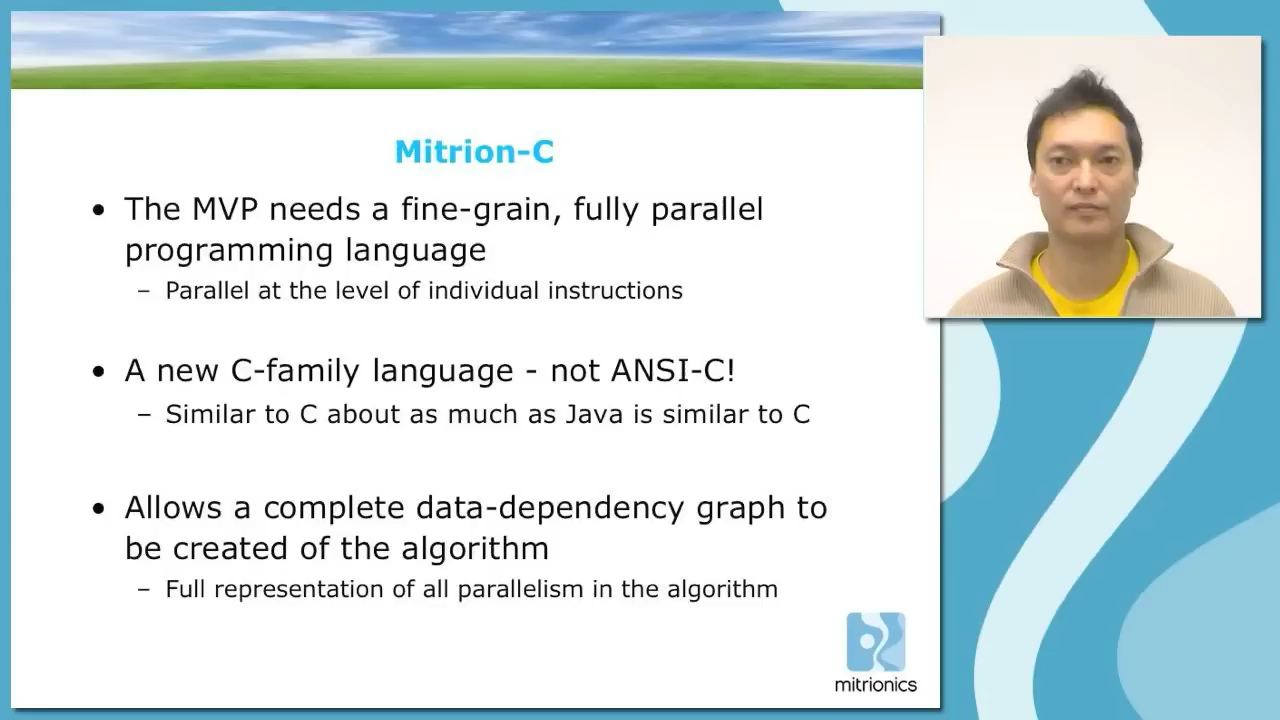 Mitrion-C
• The MVP needs a fine-grain, fully parallel
programming language
– Parallel at the level of individual instructions
• A new C-family language - not ANSI-C!
– Similar to C about as much as Java is similar to C
• Allows a complete data-dependency graph to
be created of the algorithm
– Full representation of all parallelism in the algorithm
mitrionics